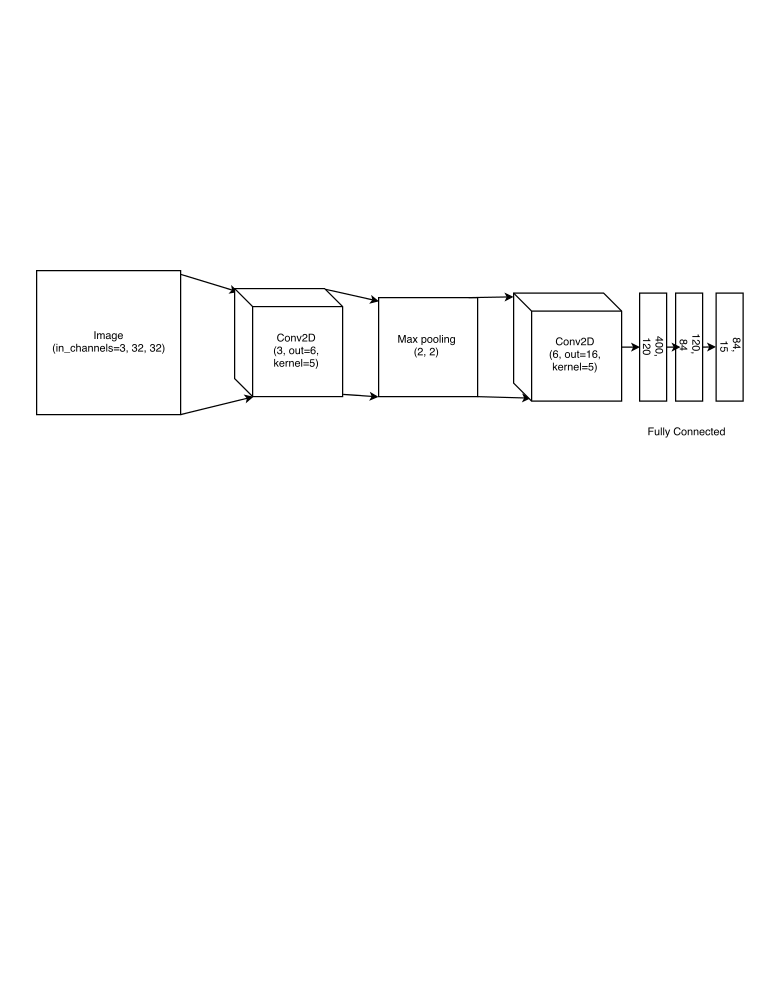 Image
(in_channels=3, 32, 32)
Conv2D
(3, out=6,
kernel=5)
Max pooling
(2, 2)
Conv2D
(6, out=16,
kernel=5)
400,
120
120,
84
84,
15
Fully Connected